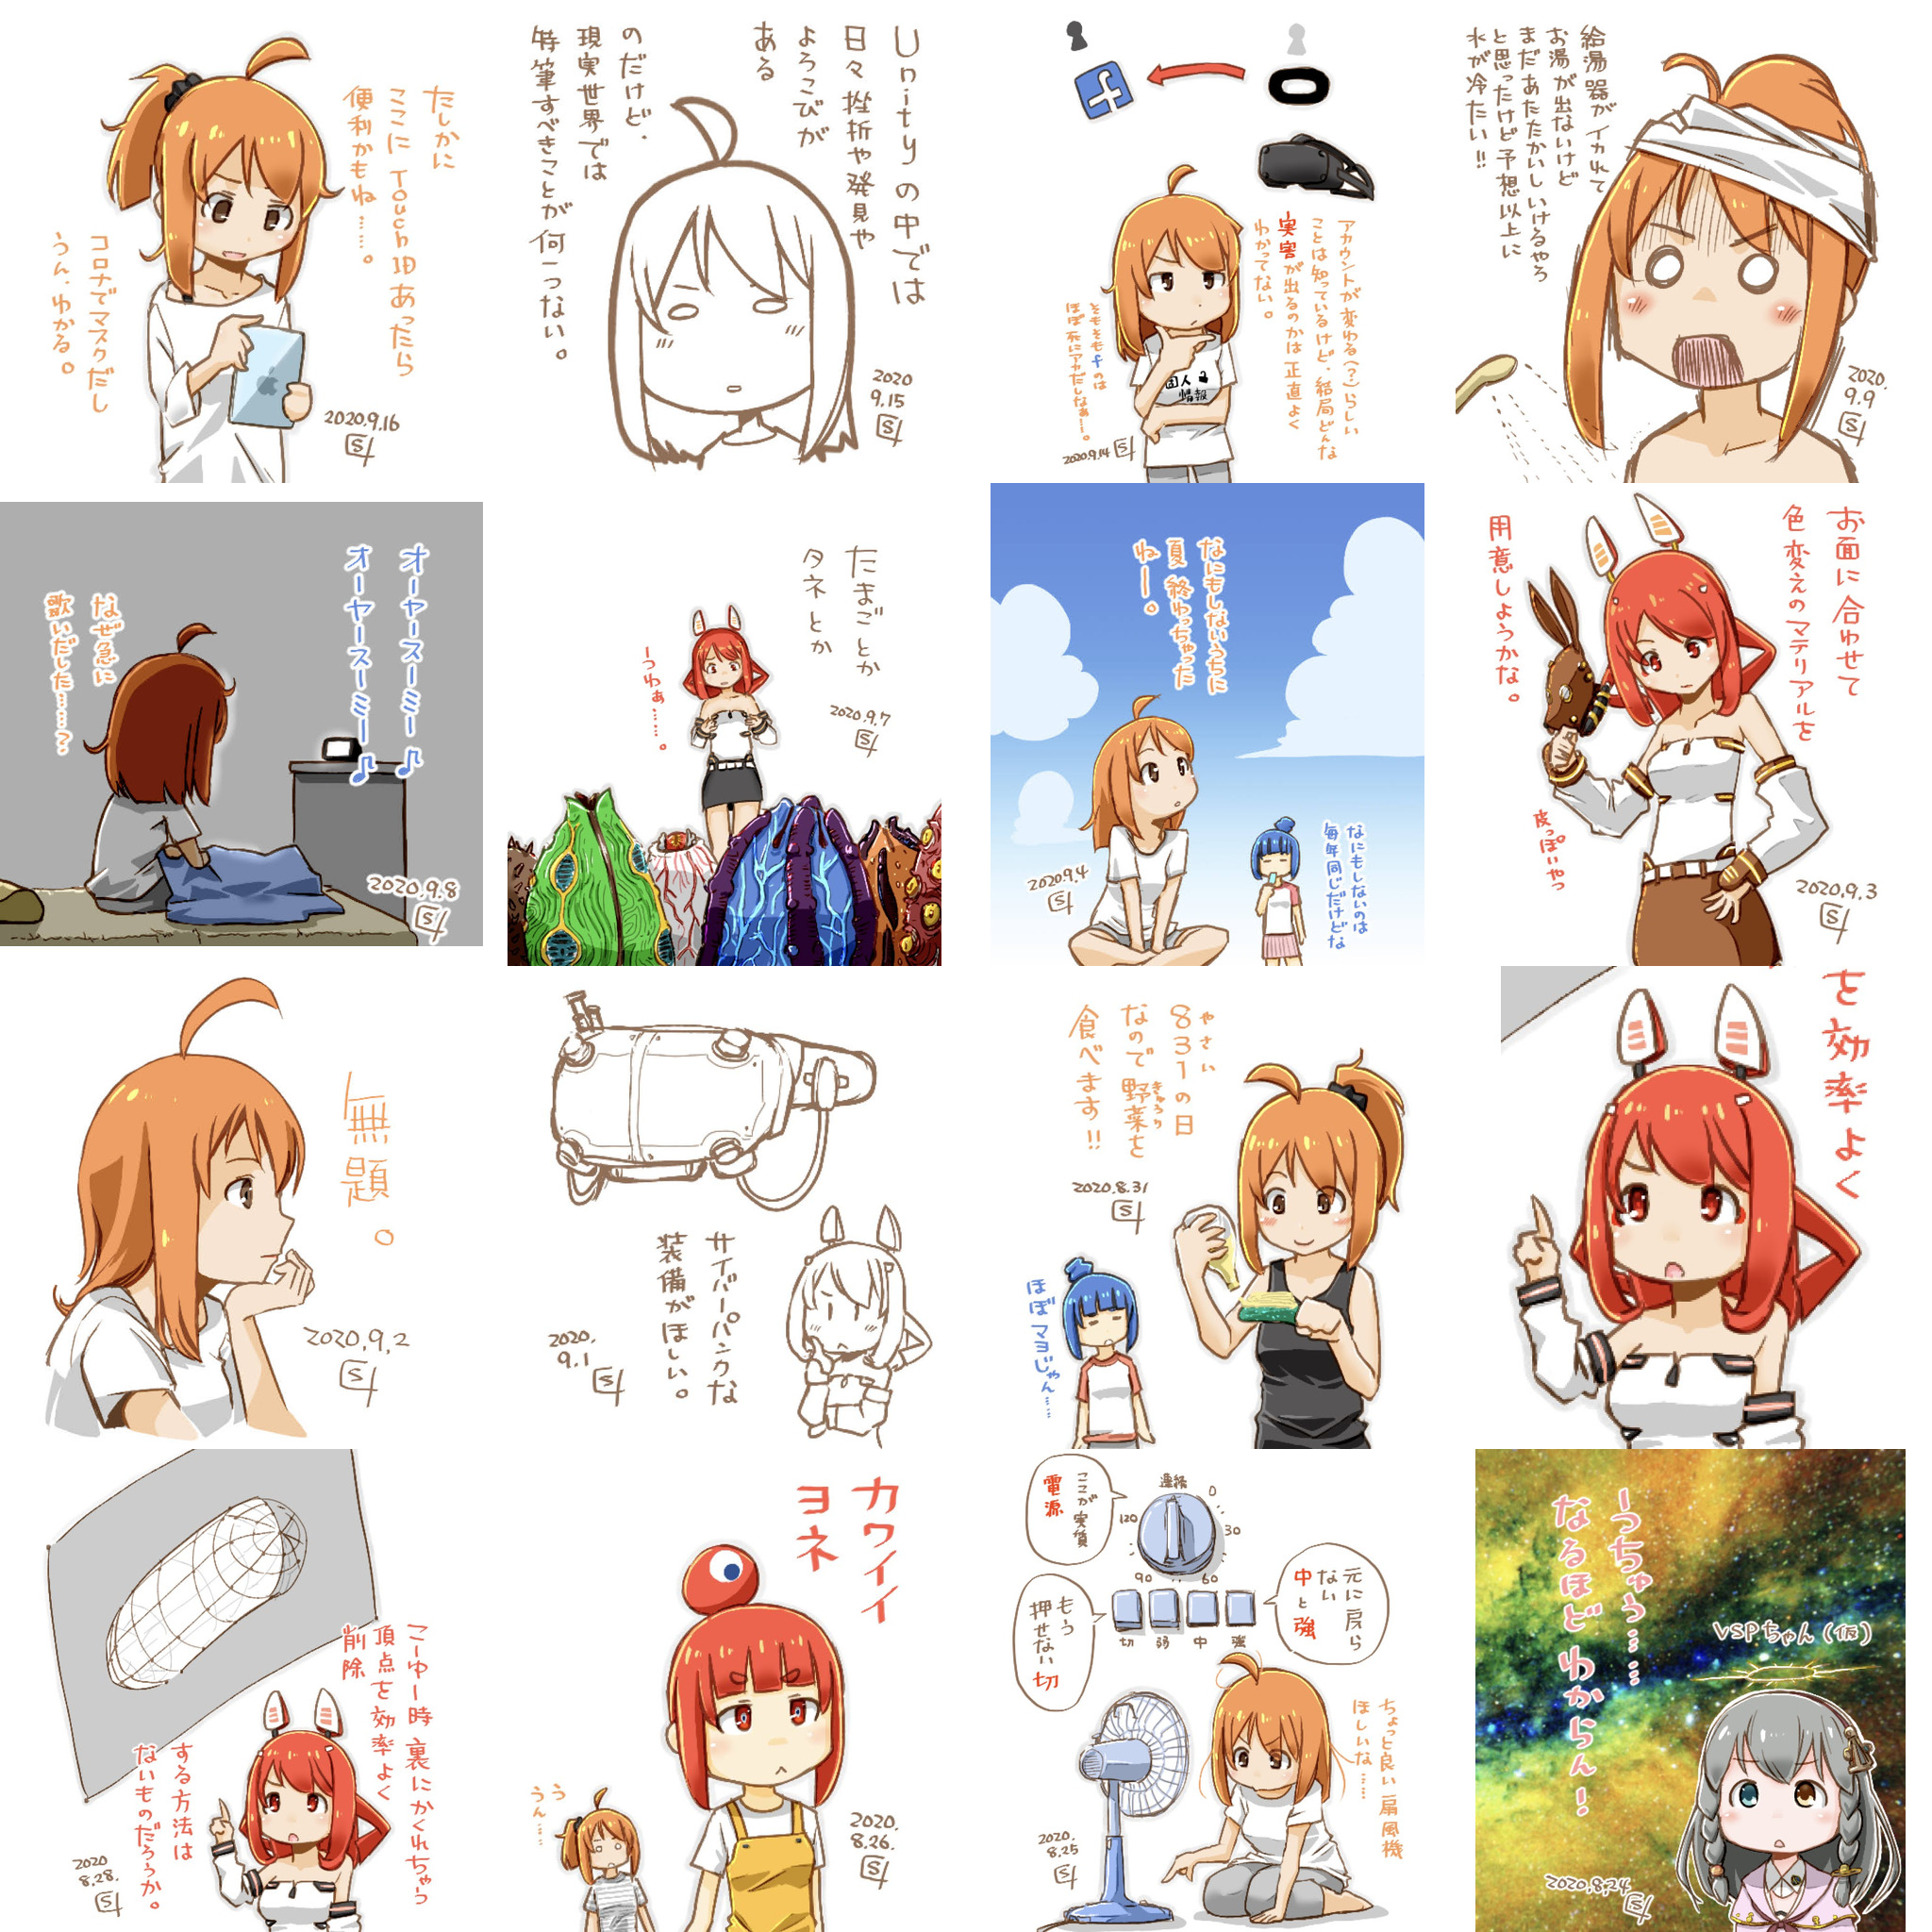 たしかに
ここに Touch IDあったら
便利かもね……。
コロナでマスクだし
うん、わかる。
2020.9.16
Unityの中では
日々挫折や発見や
よろこびが
ある
のだけど、
現実世界では
特筆すべきことが何一つない。
2020
9.15
f
アカウントが変わる(?)らしい
ことは知っているけど、結局どんな
実害が出るのかは正直よく
わかってない。
そもそもfのは
ほぼ死にアカだしなぁー。
個人
情報
2020.9.14
給湯器がイカれて
お湯が出ないけど
まだあたたかいしいけるやろ
と思ったけど予想以上に
水が冷たい!!
2020.
9.9
オーヤースーミー♪
オーヤースーミー♪
なぜ急に
歌いだした……?
2020.9.8
たまごとか
タネとか
ーつわぁ……。
2020.9.7
なにもしないうちに
夏終わっちゃった
ねー。
なにもしないのは
毎年同じだけどな
2020.9.4
お面に合わせて
色変えのマテリアルを
用意しようかな。
皮っぽいやつ
2020.9.3
無題。
2020.9.2
サイバーパンクな
装備がほしい。
2020.
9.1
831の日
やさい
なので野菜を
きゅうり
食べます!!
2020.8.31
ほぼマヨじゃん……
を効率よく
こーゆー時裏にかくれちゃう
頂点を効率よく
削除
する方法は
ないものだろうか。
2020
8.28.
カワイイ
ヨネ
う
うん……
2020.
8.26.
ここが実質
電源
連続
0
30
60
90
120
元に戻ら
ない
中と強
もう
押せない
切
切 弱 中 強
ちょっと良い扇風機
ほしいな……
2020.
8.25
ーっちゅう……
なるほどわからん!
VSPちゃん(仮)
2020.8.24